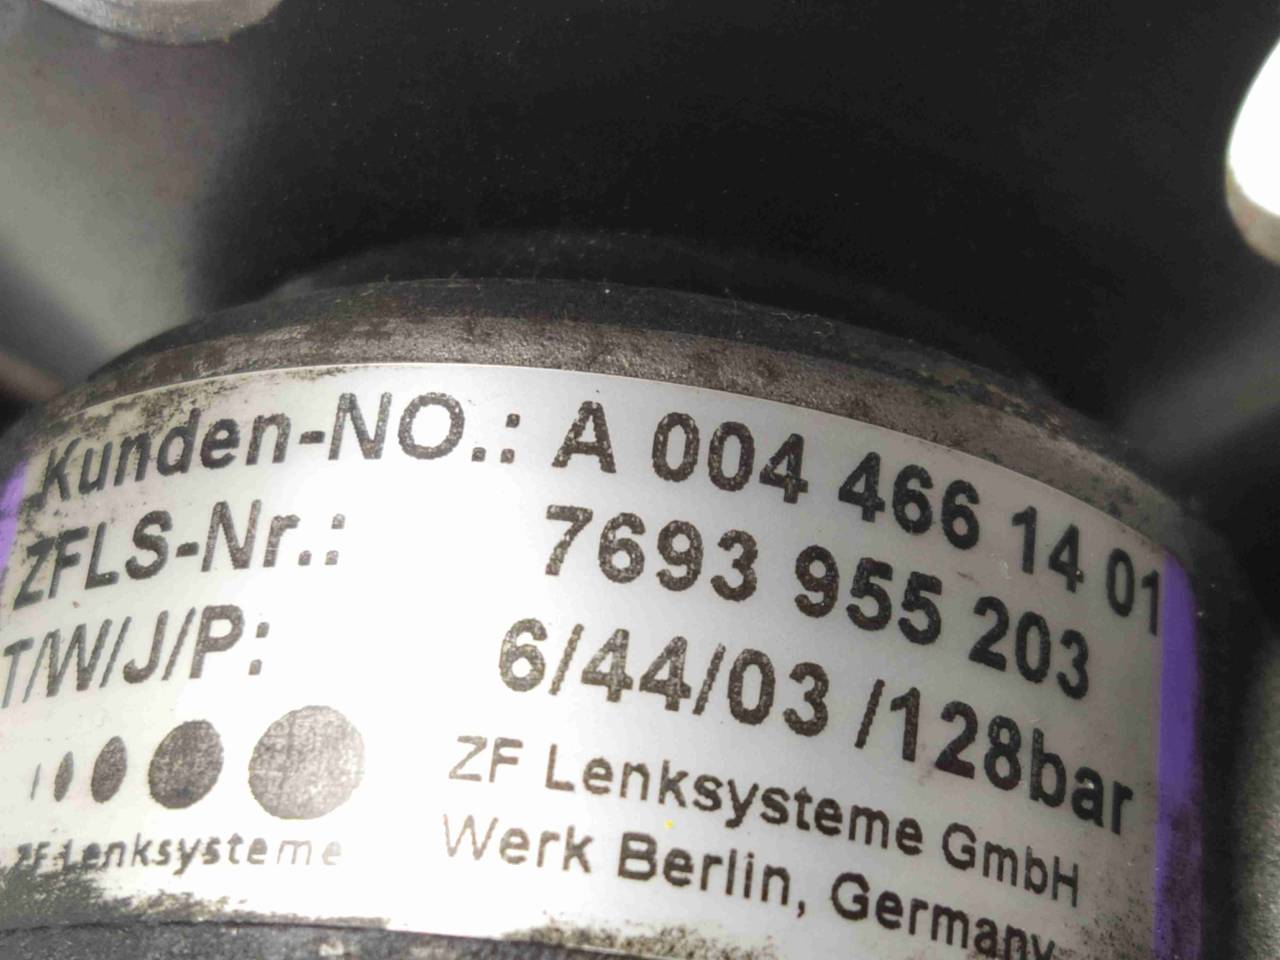 Kunden-NO.: A 004 466 14 01
ZFLS-Nr.: 7693 955 203
T/W/J/P: 6/44/03 /128bar
ZF Lenksysteme GmbH
Werk Berlin, Germany
ZF Lenksysteme